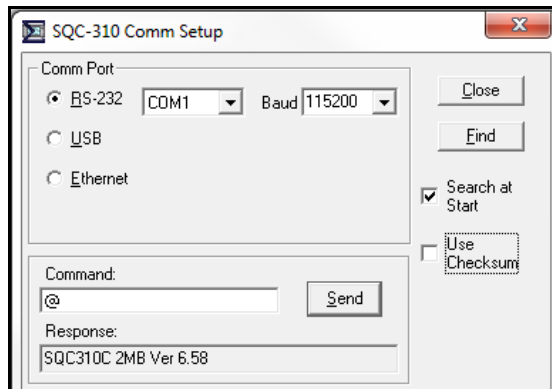 SQC-310 Comm Setup
Comm Port
RS-232 COM1 Baud 115200
USB
Ethernet
Close
Find
Search at
Start
Use
Checksum
Command:
@
Send
Response:
SQC310C 2MB Ver 6.58